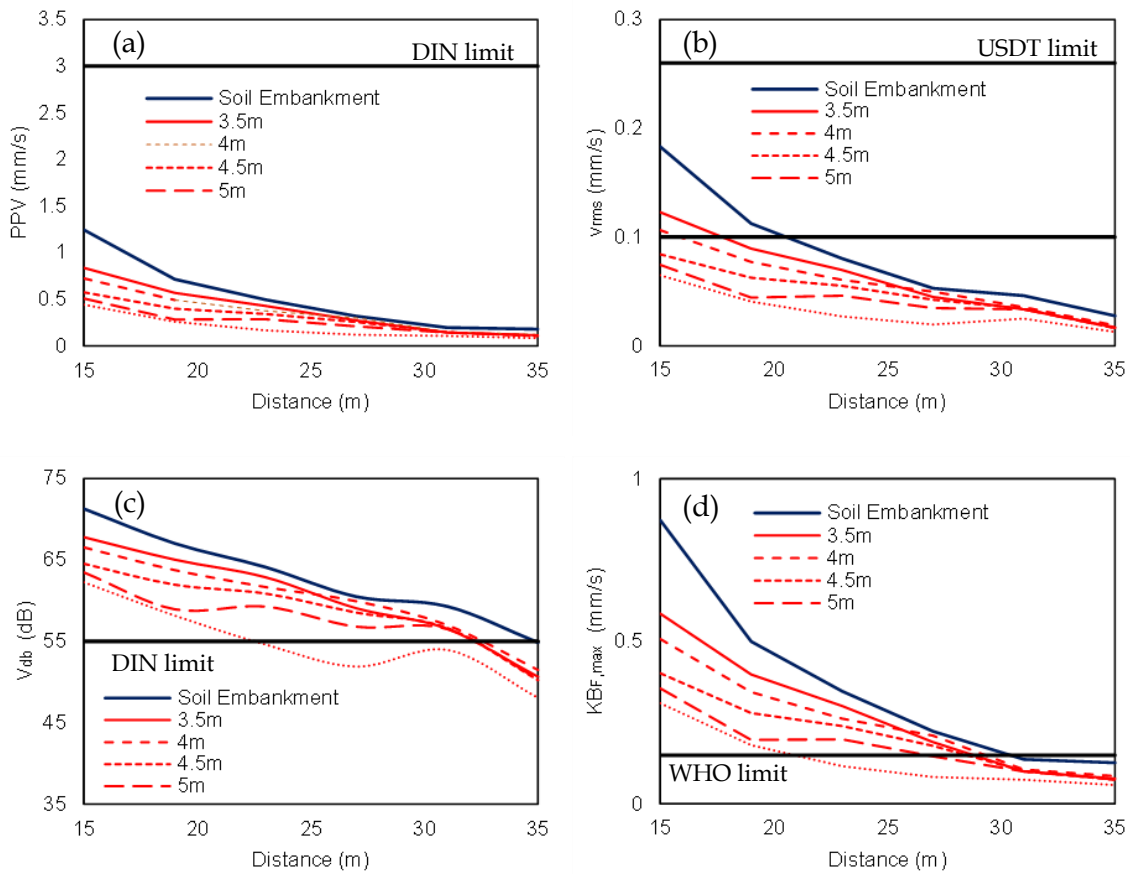 (a)
DIN limit
3.5
3
2.5
2
1.5
1
0.5
0
PPV (mm/s)
Soil Embankment
3.5m
4m
4.5m
5m
15 20 25 30 35
Distance (m)
(b)
USDT limit
0.3
0.2
0.1
0
Vrms (mm/s)
Soil Embankment
3.5m
4m
4.5m
5m
15 20 25 30 35
Distance (m)
(c)
75
65
55
45
35
Vdb (dB)
DIN limit
Soil Embankment
3.5m
4m
4.5m
5m
15 20 25 30 35
Distance (m)
(d)
1
0.5
0
KBF,max (mm/s)
Soil Embankment
3.5m
4m
4.5m
5m
WHO limit
15 20 25 30 35
Distance (m)